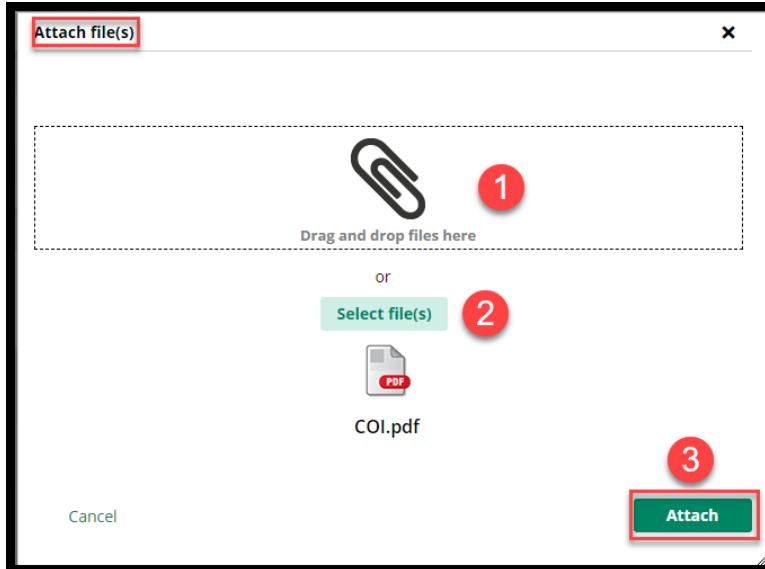 Attach file(s)
1
Drag and drop files here
or
Select file(s)
2
PDF
COI.pdf
3
Cancel
Attach